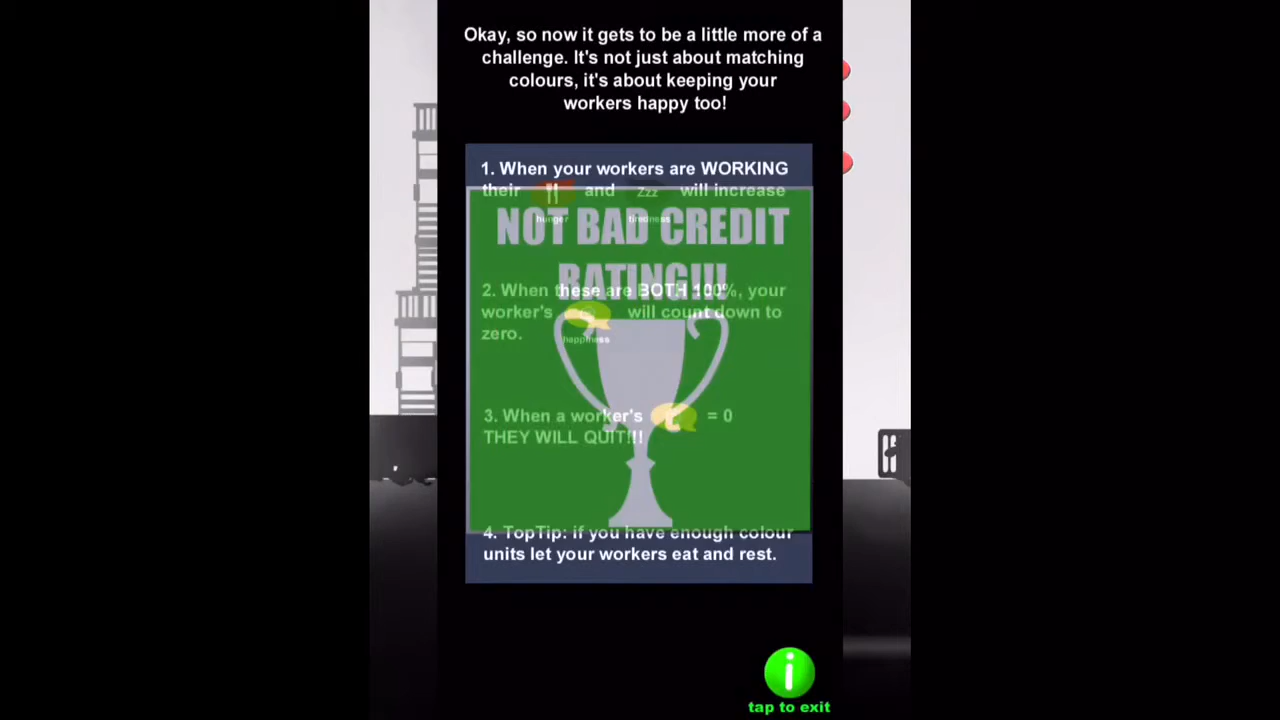 Okay, so now it gets to be a little more of a
challenge. It's not just about matching
colours, it's about keeping your
workers happy too!
1. When your workers are WORKING
their and Zzz will increase
hunger tiredness
NOT BAD CREDIT
RATING!!!
2. When these are BOTH 100%, your
worker's will count down to
zero.
happiness
3. When a worker's = 0
THEY WILL QUIT!!!
4. TopTip: if you have enough colour
units let your workers eat and rest.
i
tap to exit